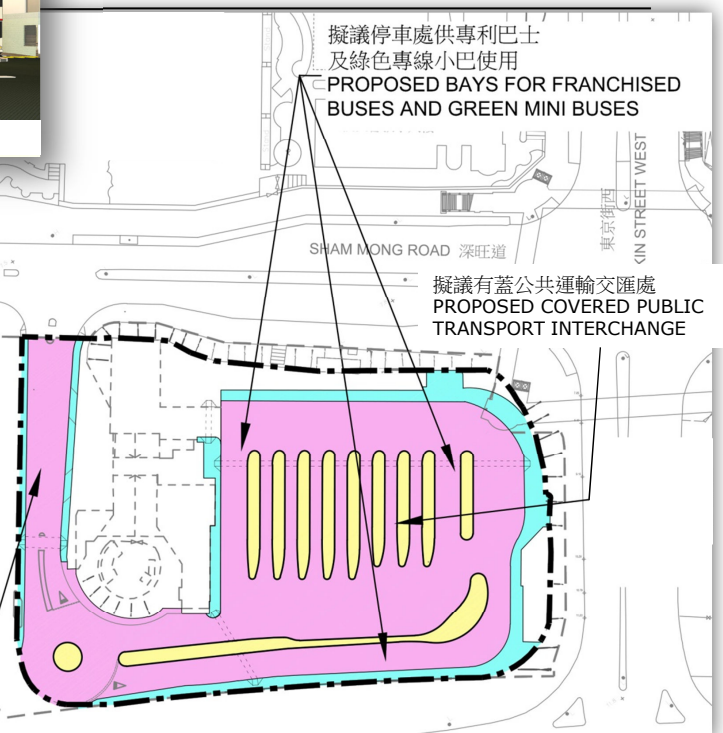 擬議停車處供專利巴士
及綠色專線小巴使用
PROPOSED BAYS FOR FRANCHISED
BUSES AND GREEN MINI BUSES
SHAM MONG ROAD 深旺道
東京街西
KIN STREET WEST
擬議有蓋公共運輸交匯處
PROPOSED COVERED PUBLIC
TRANSPORT INTERCHANGE